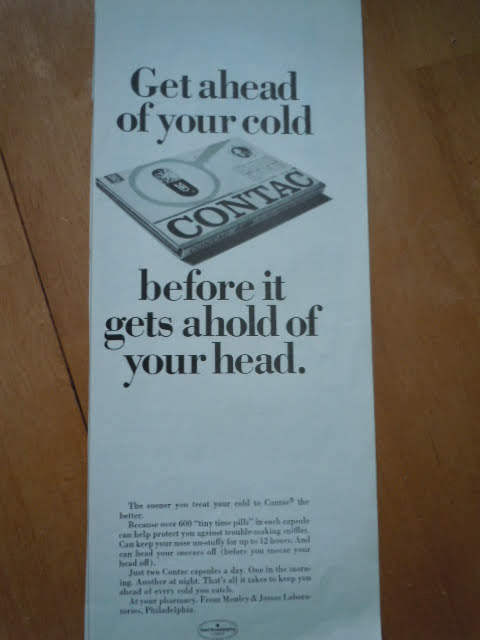 Get ahead
of your cold
CONTAC
before it
gets ahold of
your head.
The sooner you treat your cold to Contac® the
better.
Because over 600 "tiny time pills" in each capsule
can help protect you against trouble-making sniffles.
Can keep your nose un-stuffy for up to 12 hours. And
can head your sneezes off (before you sneeze your
head off).
Just two Contac capsules a day. One in the morn-
ing. Another at night. That's all it takes to keep you
ahead of every cold you catch.
At your pharmacy. From Menley & James Labora-
tories, Philadelphia.